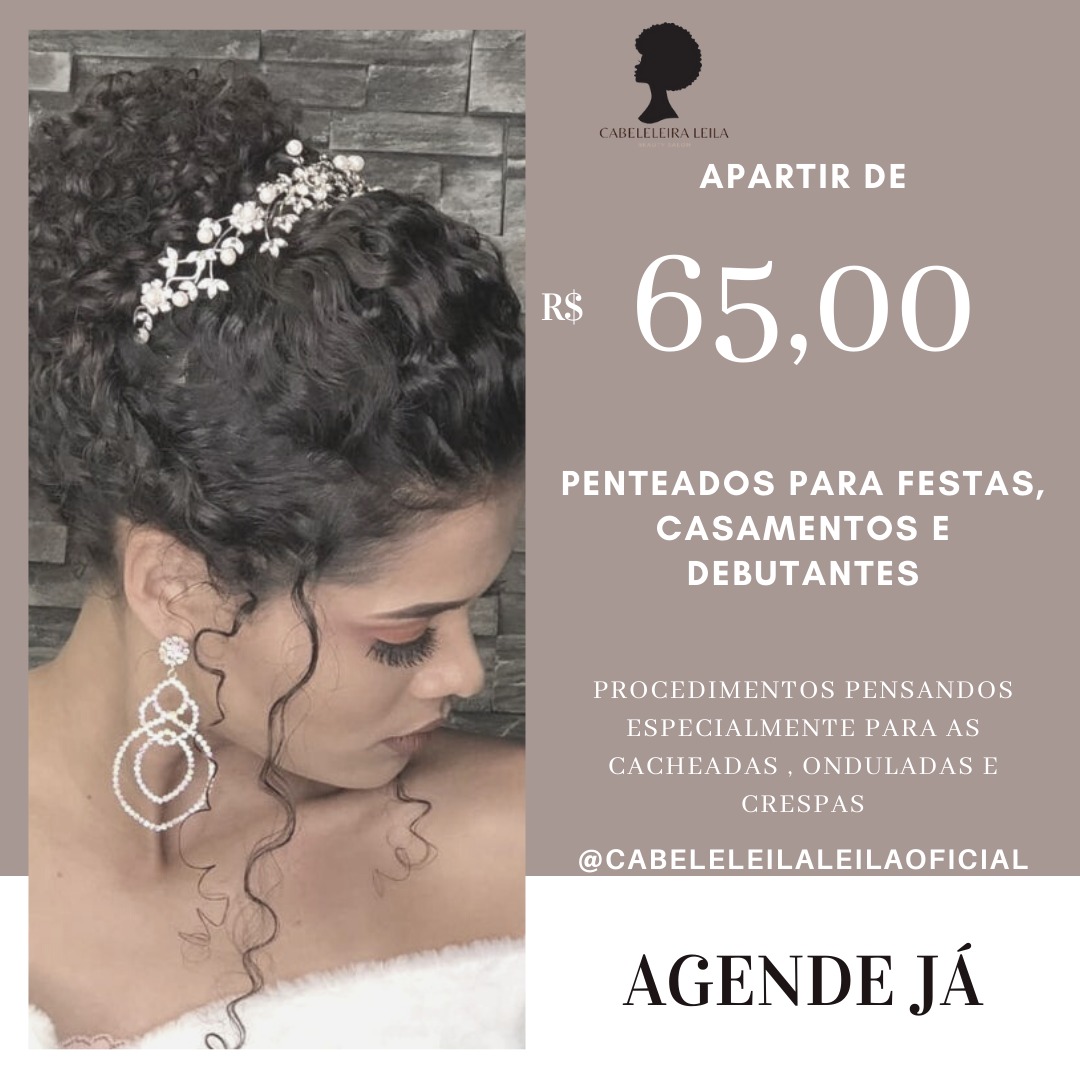 CABELELEIRA LEILA
APARTIR DE
R$ 65,00
PENTEADOS PARA FESTAS,
CASAMENTOS E
DEBUTANTES
PROCEDIMENTOS PENSANDOS
ESPECIALMENTE PARA AS
CACHEADAS , ONDULADAS E
CRESPAS
@CABELELEILALEILAOFICIAL
AGENDE JÁ